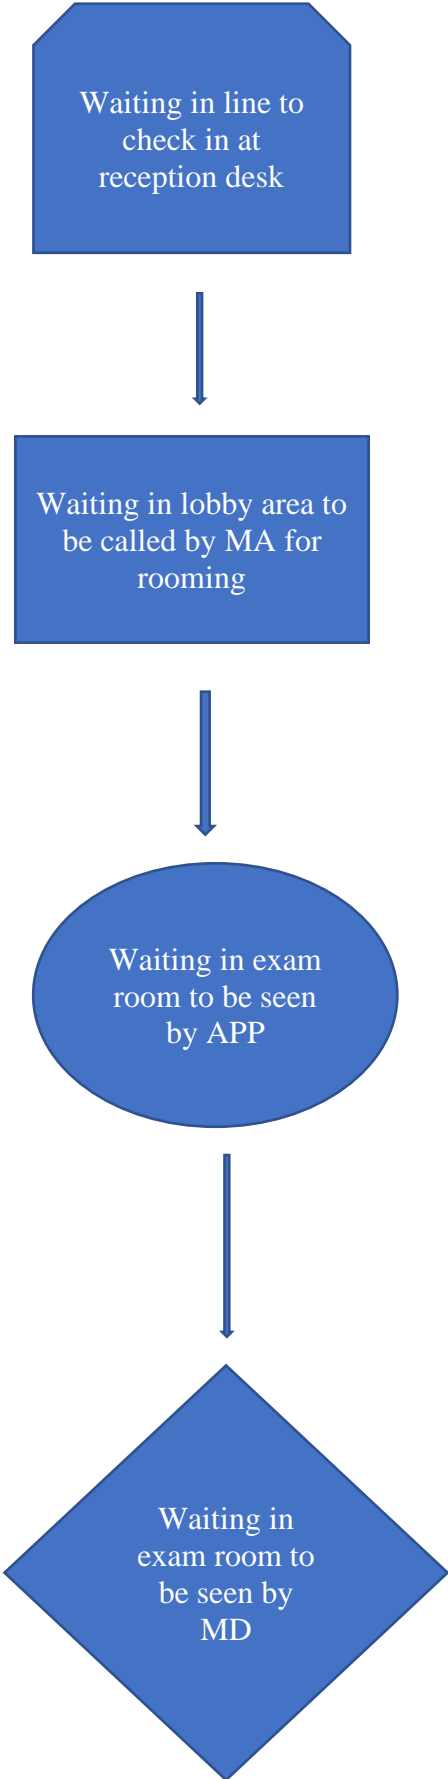 Waiting in line to
check in at
reception desk
Waiting in lobby area to
be called by MA for
rooming
Waiting in exam
room to be seen
by APP
Waiting in
exam room to
be seen by
MD